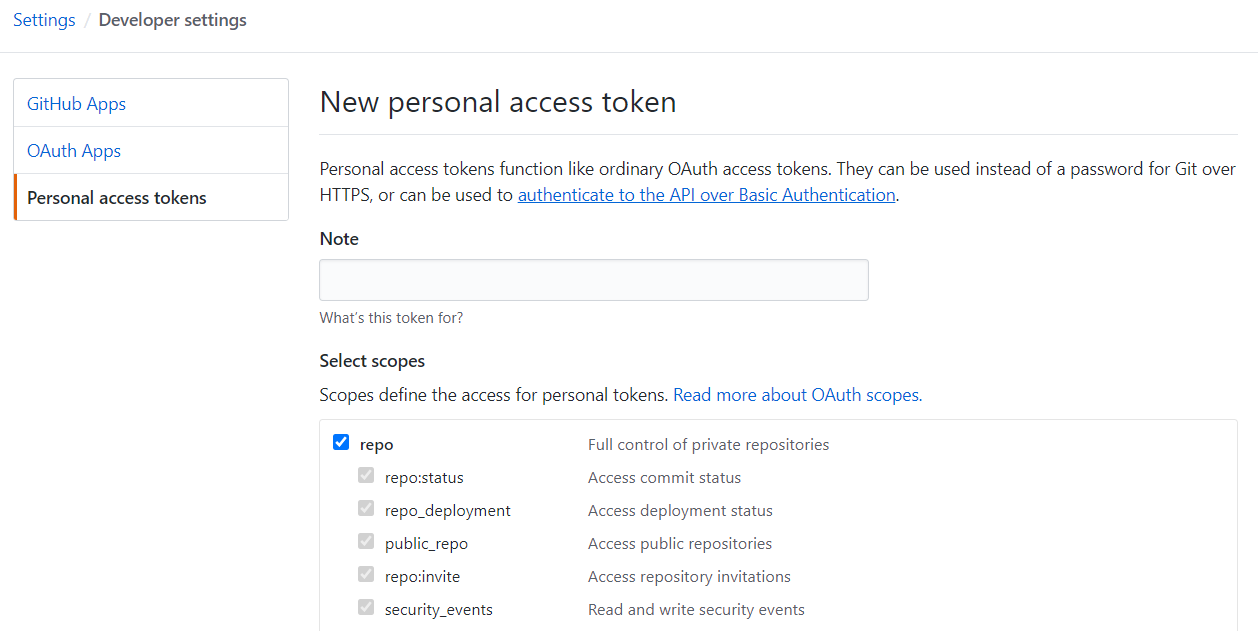 Settings / Developer settings
GitHub Apps
OAuth Apps
Personal access tokens
New personal access token
Personal access tokens function like ordinary OAuth access tokens. They can be used instead of a password for Git over
HTTPS, or can be used to authenticate to the API over Basic Authentication.
Note
What's this token for?
Select scopes
Scopes define the access for personal tokens. Read more about OAuth scopes.
repo Full control of private repositories
repo:status Access commit status
repo_deployment Access deployment status
public_repo Access public repositories
repo:invite Access repository invitations
security_events Read and write security events